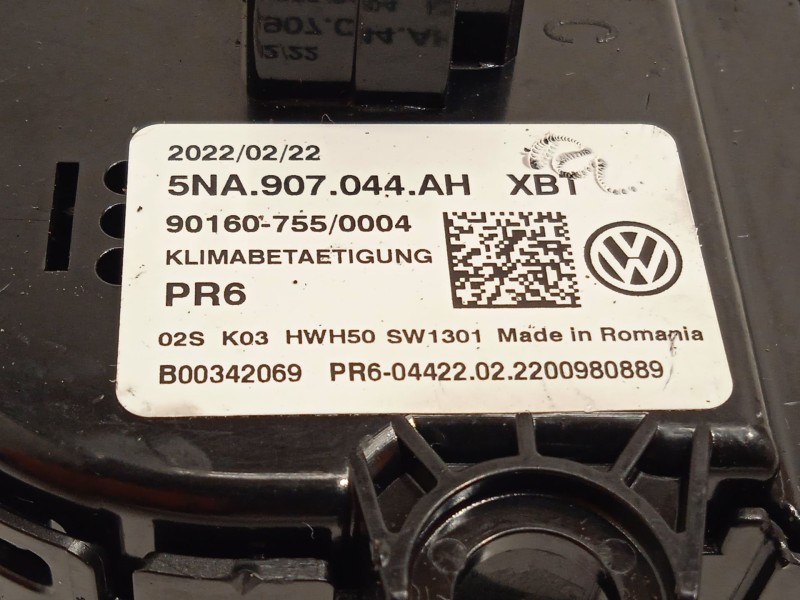 2022/02/22
5NA.907.044.AH XB1
90160-755/0004
KLIMABETAETIGUNG
PR6
02S K03 HWH50 SW1301 Made in Romania
B00342069 PR6-04422.02.2200980889